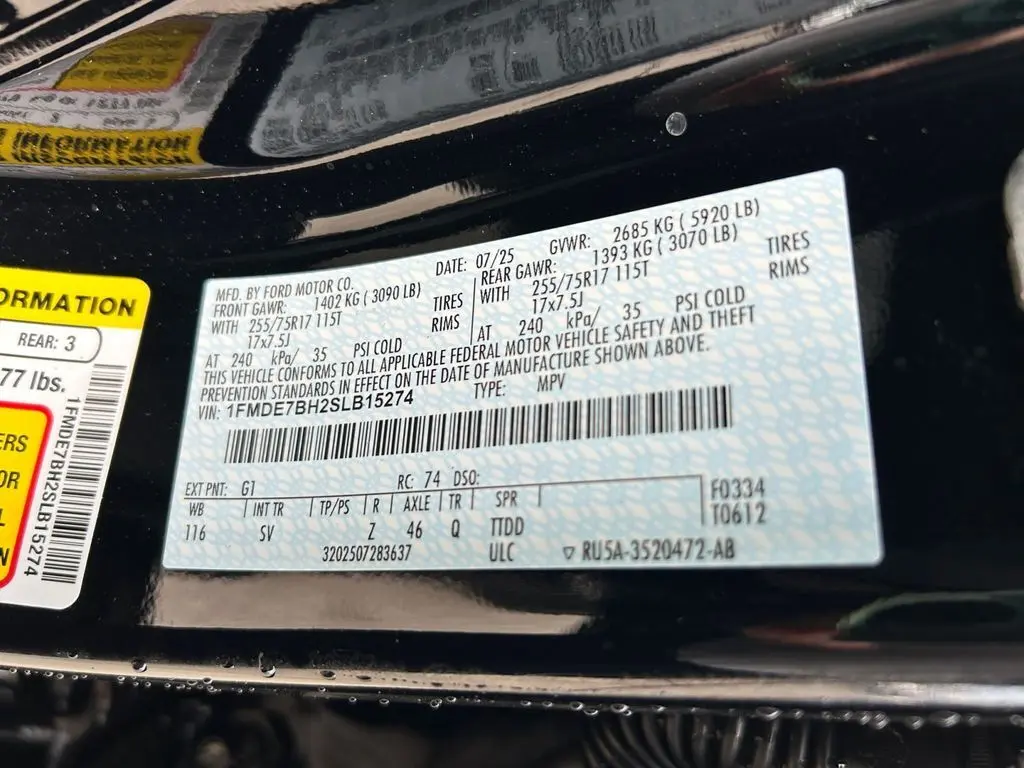 INFORMATION
ORMATION
REAR: 3
77 lbs.
ERS
OR
L
N
1FMDE7BH2SLB15274
MFD. BY FORD MOTOR CO. DATE: 07/25 GVWR: 2685 KG ( 5920 LB)
FRONT GAWR: 1402 KG ( 3090 LB) REAR GAWR: 1393 KG ( 3070 LB)
WITH 255/75R17 115T TIRES WITH 255/75R17 115T TIRES
17x7.5J RIMS 17x7.5J RIMS
AT 240 kPa/ 35 PSI COLD AT 240 kPa/ 35 PSI COLD
THIS VEHICLE CONFORMS TO ALL APPLICABLE FEDERAL MOTOR VEHICLE SAFETY AND THEFT
PREVENTION STANDARDS IN EFFECT ON THE DATE OF MANUFACTURE SHOWN ABOVE.
VIN: 1FMDE7BH2SLB15274 TYPE: MPV
EXT PNT: G1 RC: 74 DSO:
WB INT TR TP/PS R AXLE TR SPR F0334
116 SV Z 46 Q TTDD T0612
3202507283637 ULC RU5A-3520472-AB